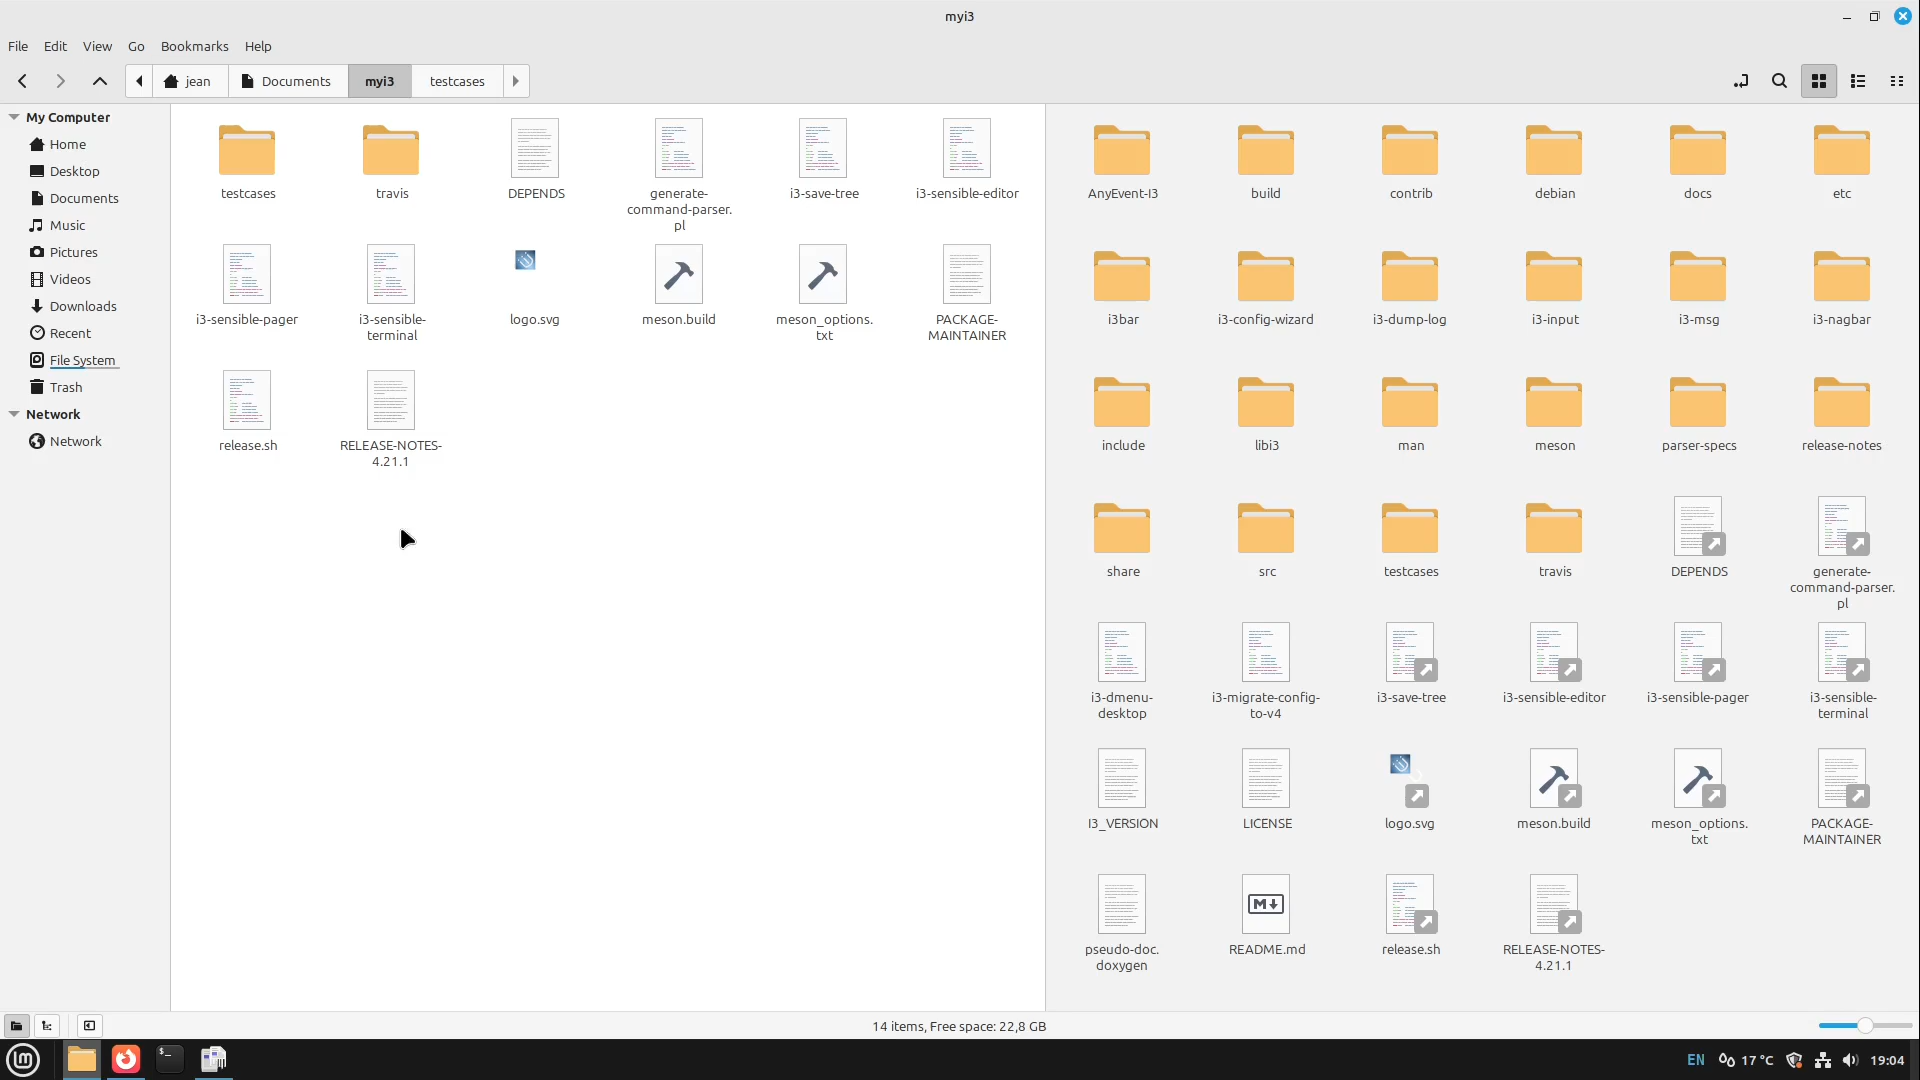 myi3
File Edit View Go Bookmarks Help
jean Documents myi3 testcases
My Computer
Home
Desktop
Documents
Music
Pictures
Videos
Downloads
Recent
File System
Trash
Network
Network
testcases travis DEPENDS generate-
command-parser.
pl i3-save-tree i3-sensible-editor
i3-sensible-pager i3-sensible-
terminal logo.svg meson.build meson_options.
txt PACKAGE-
MAINTAINER
release.sh RELEASE-NOTES-
4.21.1
AnyEvent-I3 build contrib debian docs etc
i3bar i3-config-wizard i3-dump-log i3-input i3-msg i3-nagbar
include libi3 man meson parser-specs release-notes
share src testcases travis DEPENDS generate-
command-parser.
pl
i3-dmenu-
desktop i3-migrate-config-
to-v4 i3-save-tree i3-sensible-editor i3-sensible-pager i3-sensible-
terminal
I3_VERSION LICENSE logo.svg meson.build meson_options.
txt PACKAGE-
MAINTAINER
pseudo-doc.
doxygen README.md release.sh RELEASE-NOTES-
4.21.1
14 items, Free space: 22,8 GB
EN 17 °C 19:04